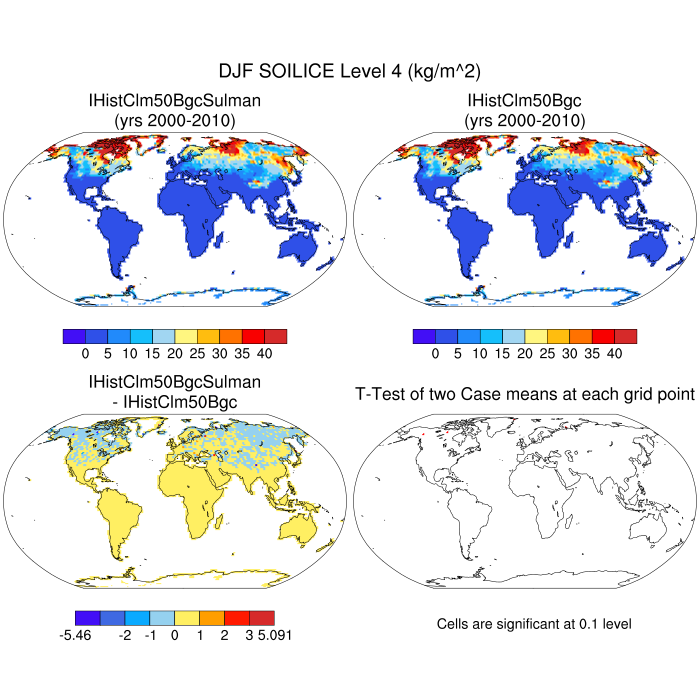 DJF SOILICE Level 4 (kg/m^2)
IHistClm50BgcSulman
(yrs 2000-2010)
IHistClm50Bgc
(yrs 2000-2010)
0 5 10 15 20 25 30 35 40
0 5 10 15 20 25 30 35 40
IHistClm50BgcSulman
- IHistClm50Bgc
T-Test of two Case means at each grid point
-5.46 -2 -1 0 1 2 3 5.091
Cells are significant at 0.1 level